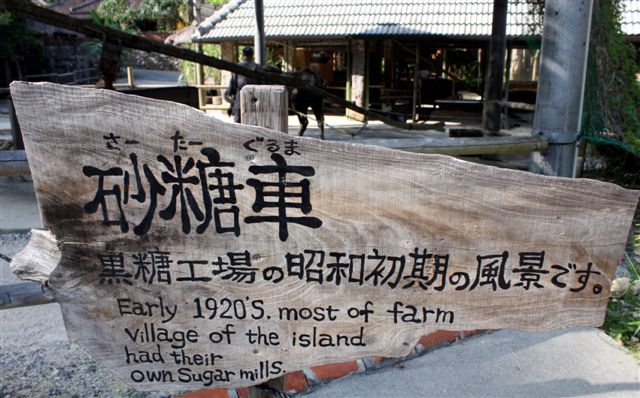 さーたー ぐるま
砂糖車
黒糖工場の昭和初期の風景です。
Early 1920'S. most of farm
village of the island
had their
own Sugar mills.